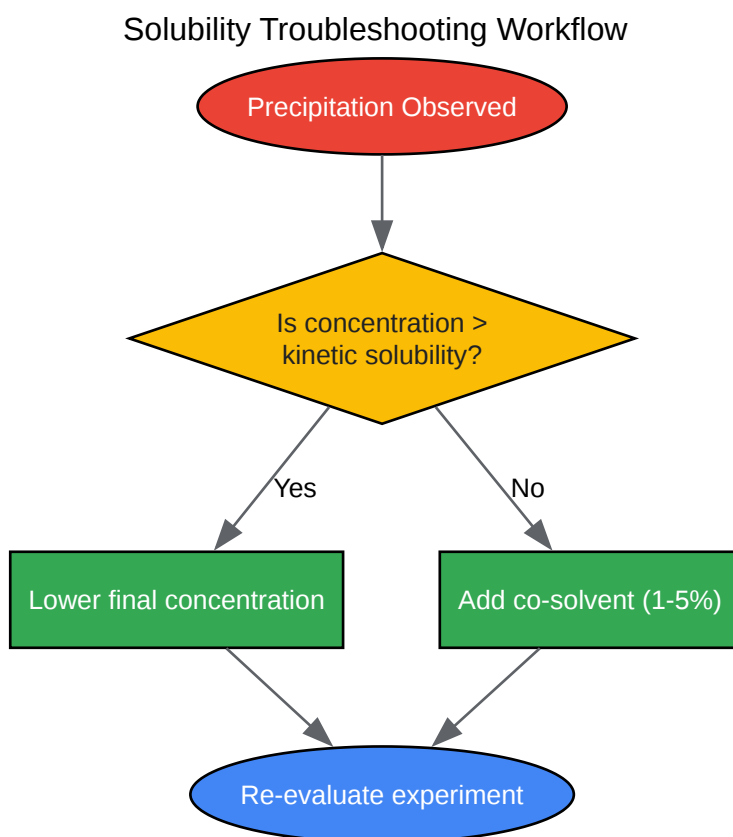 Solubility Troubleshooting Workflow
Precipitation Observed
Is concentration >
kinetic solubility?
Yes
No
Lower final concentration
Add co-solvent (1-5%)
Re-evaluate experiment